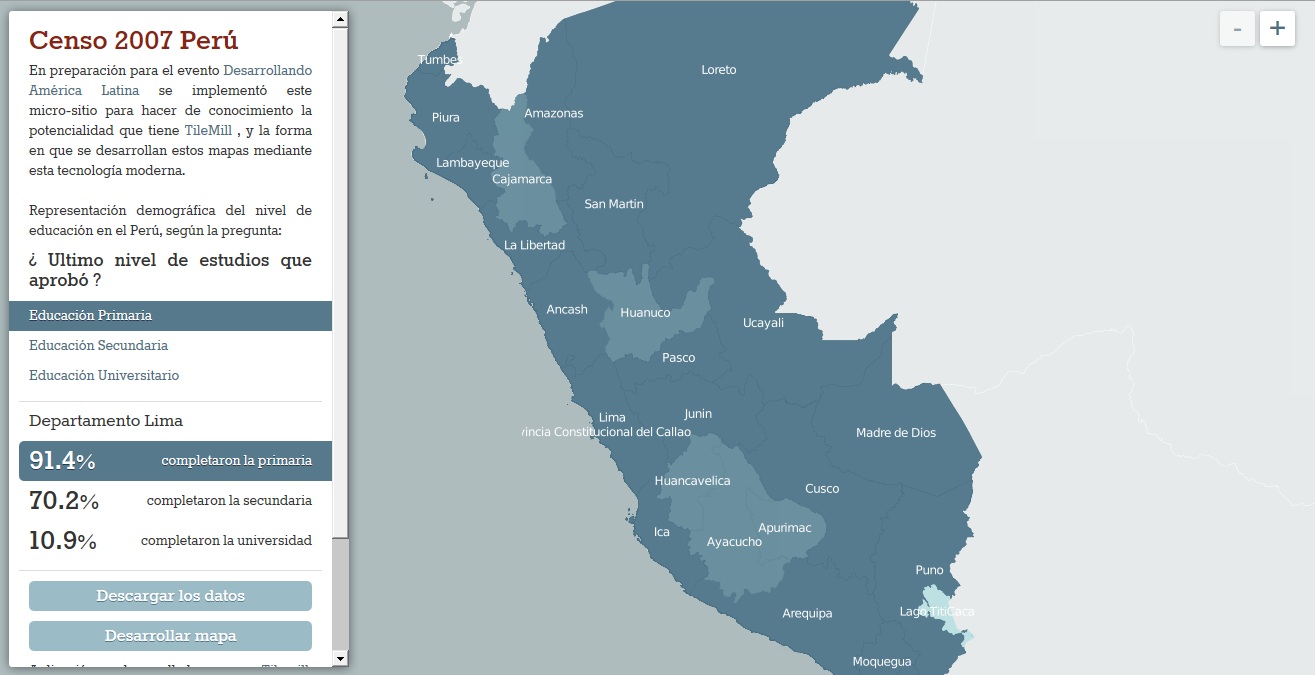 Censo 2007 Perú
En preparación para el evento Desarrollando
América Latina se implementó este
micro-sitio para hacer de conocimiento la
potencialidad que tiene TileMill , y la forma
en que se desarrollan estos mapas mediante
esta tecnología moderna.
Representación demográfica del nivel de
educación en el Perú, según la pregunta:
¿ Ultimo nivel de estudios que
aprobó ?
Educación Primaria
Educación Secundaria
Educación Universitario
Departamento Lima
91.4% completaron la primaria
70.2% completaron la secundaria
10.9% completaron la universidad
Descargar los datos
Desarrollar mapa
- +
Tumbes
Loreto
Piura
Amazonas
Lambayeque
Cajamarca
San Martin
La Libertad
Ancash
Huanuco
Ucayali
Pasco
Lima
Junin
vincia Constitucional del Callao
Madre de Dios
Huancavelica
Cusco
Ica
Apurimac
Ayacucho
Puno
Lago TitiCaca
Arequipa
Moquegua